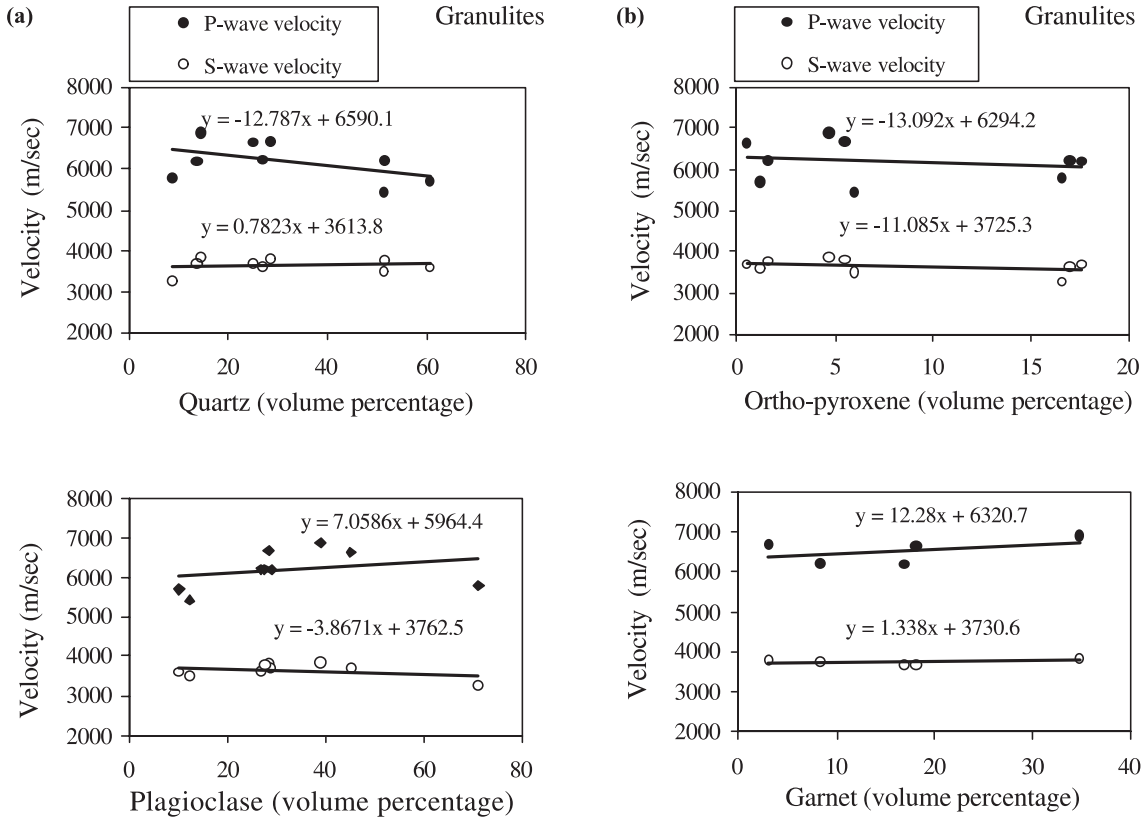 (a)
Granulites
P-wave velocity
S-wave velocity
8000
7000
6000
5000
4000
3000
2000
Velocity (m/sec)
y = -12.787x + 6590.1
y = 0.7823x + 3613.8
0 20 40 60 80
Quartz (volume percentage)
(b)
Granulites
P-wave velocity
S-wave velocity
8000
7000
6000
5000
4000
3000
2000
Velocity (m/sec)
y = -13.092x + 6294.2
y = -11.085x + 3725.3
0 5 10 15 20
Ortho-pyroxene (volume percentage)
8000
7000
6000
5000
4000
3000
2000
Velocity (m/sec)
y = 7.0586x + 5964.4
y = -3.8671x + 3762.5
0 20 40 60 80
Plagioclase (volume percentage)
8000
7000
6000
5000
4000
3000
2000
Velocity (m/sec)
y = 12.28x + 6320.7
y = 1.338x + 3730.6
0 10 20 30 40
Garnet (volume percentage)